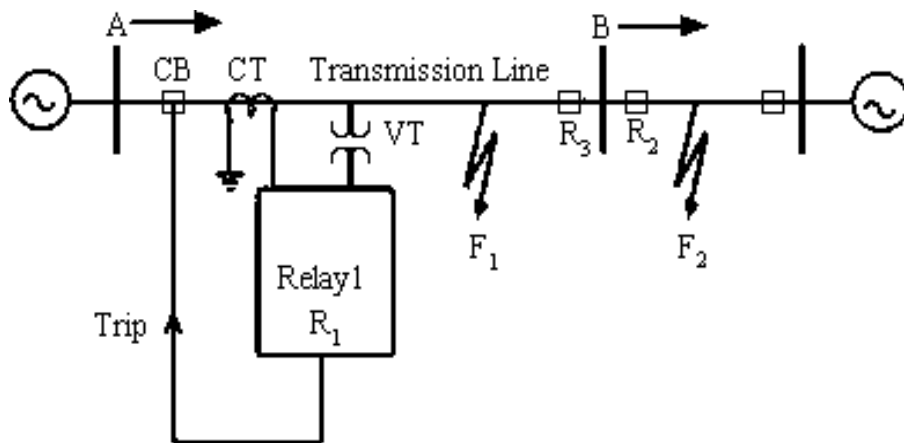 A
B
CB
CT
Transmission Line
VT
R3
R2
F1
F2
Relay1
R1
Trip